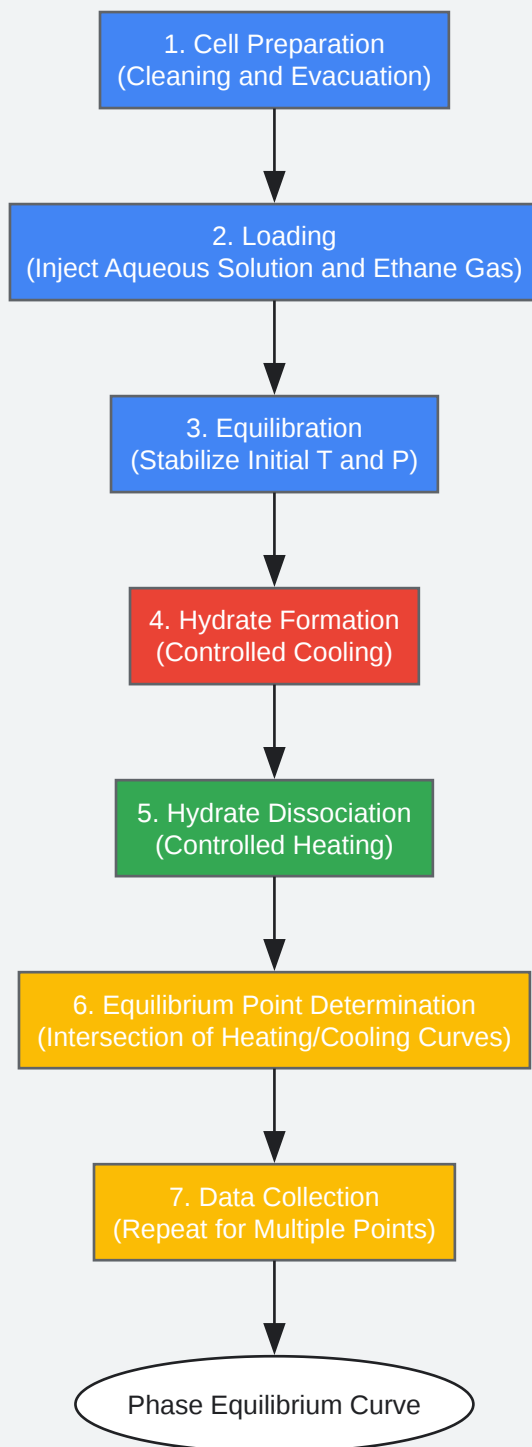 1. Cell Preparation
(Cleaning and Evacuation)
2. Loading
(Inject Aqueous Solution and Ethane Gas)
3. Equilibration
(Stabilize Initial T and P)
4. Hydrate Formation
(Controlled Cooling)
5. Hydrate Dissociation
(Controlled Heating)
6. Equilibrium Point Determination
(Intersection of Heating/Cooling Curves)
7. Data Collection
(Repeat for Multiple Points)
Phase Equilibrium Curve